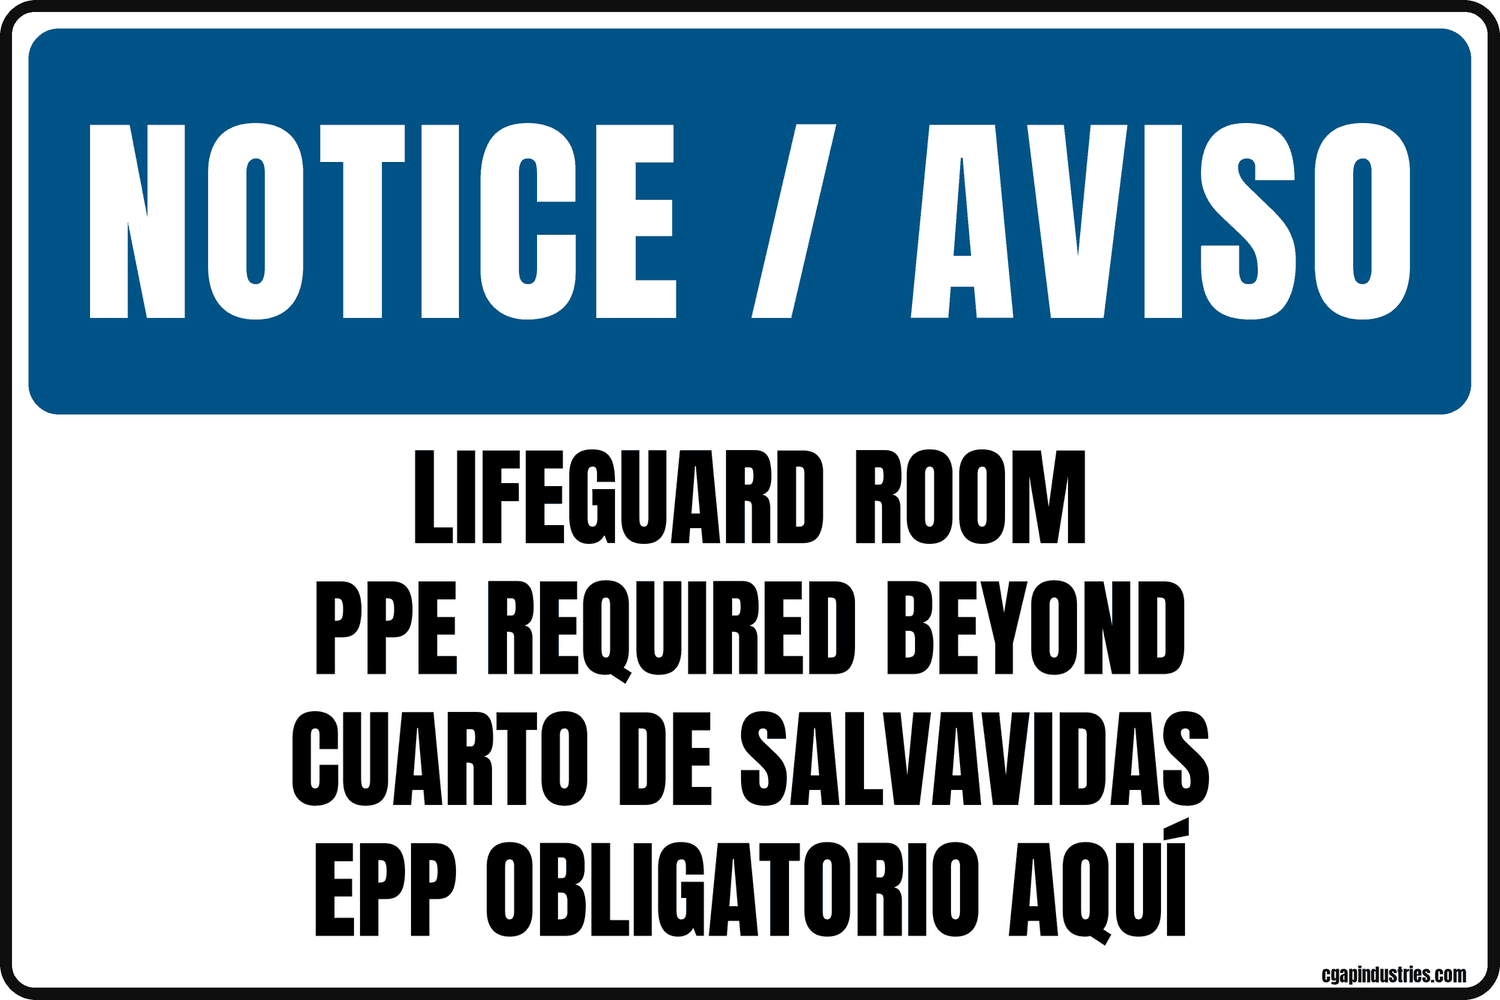 NOTICE / AVISO
LIFEGUARD ROOM
PPE REQUIRED BEYOND
CUARTO DE SALVAVIDAS
EPP OBLIGATORIO AQUÍ
cgapindustries.com